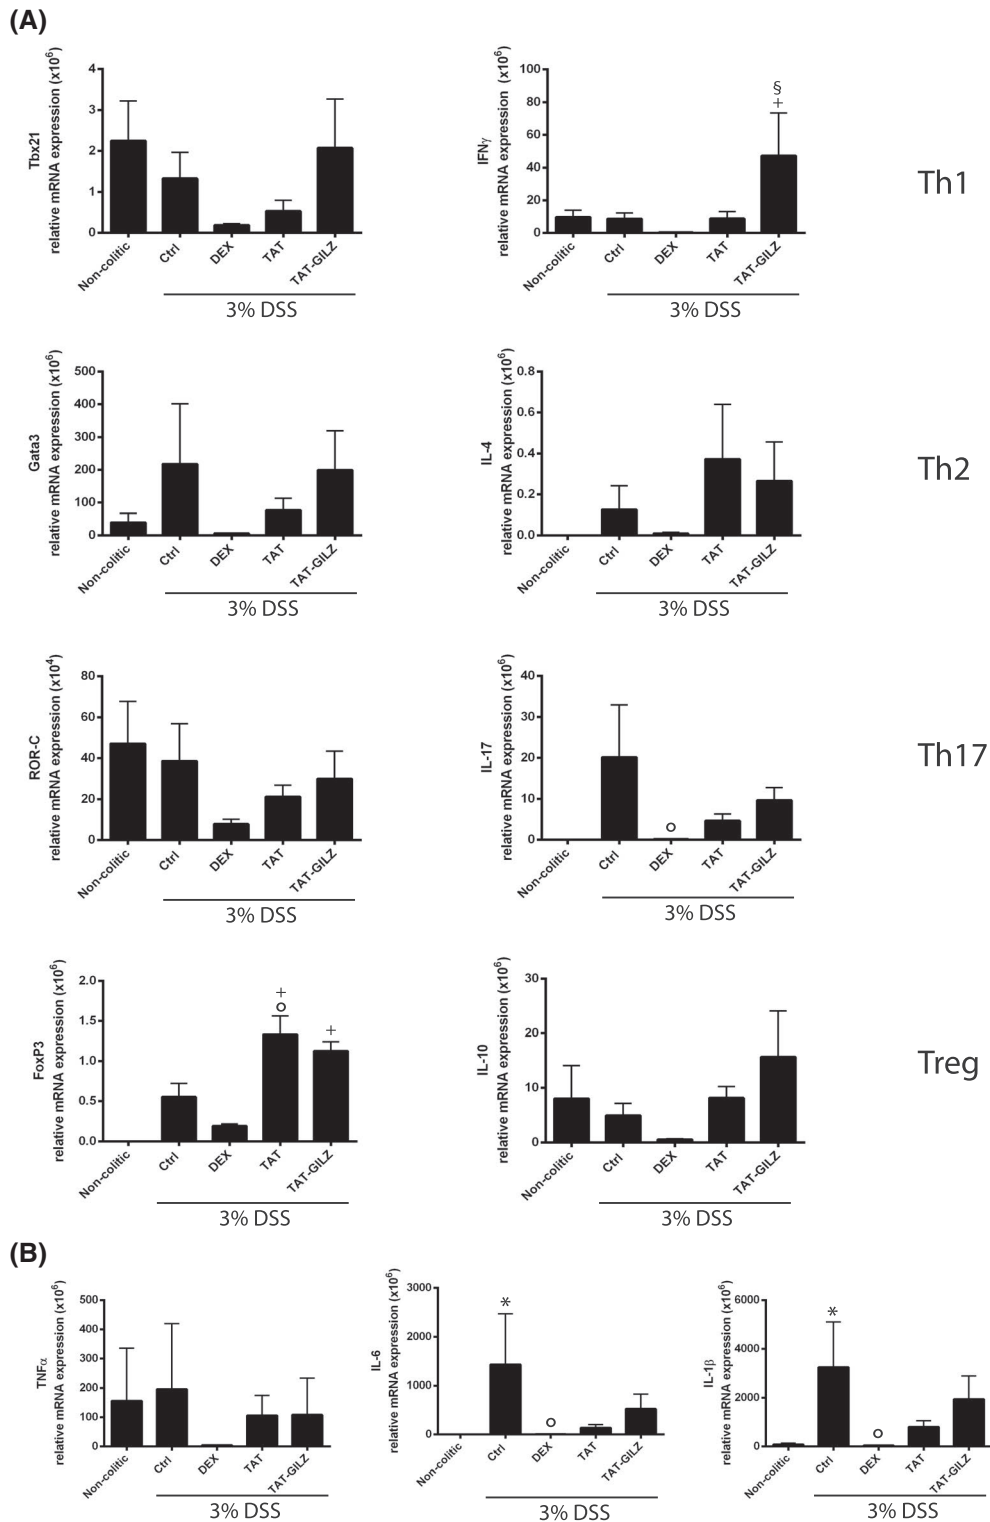 (A)
Tbx21
relative mRNA expression (x10⁶)
4
3
2
1
0
Non-colitic
Ctrl
DEX
TAT
TAT-GILZ
3% DSS
IFNγ
relative mRNA expression (x10⁶)
100
80
60
40
20
0
§
+
Non-colitic
Ctrl
DEX
TAT
TAT-GILZ
3% DSS
Th1
Gata3
relative mRNA expression (x10⁶)
500
400
300
200
100
0
Non-colitic
Ctrl
DEX
TAT
TAT-GILZ
3% DSS
IL-4
relative mRNA expression (x10⁶)
0.8
0.6
0.4
0.2
0.0
Non-colitic
Ctrl
DEX
TAT
TAT-GILZ
3% DSS
Th2
ROR-C
relative mRNA expression (x10⁴)
80
60
40
20
0
Non-colitic
Ctrl
DEX
TAT
TAT-GILZ
3% DSS
IL-17
relative mRNA expression (x10⁶)
40
30
20
10
0
o
Non-colitic
Ctrl
DEX
TAT
TAT-GILZ
3% DSS
Th17
FoxP3
relative mRNA expression (x10⁶)
2.0
1.5
1.0
0.5
0.0
+
o
+
Non-colitic
Ctrl
DEX
TAT
TAT-GILZ
3% DSS
IL-10
relative mRNA expression (x10⁶)
30
20
10
0
Non-colitic
Ctrl
DEX
TAT
TAT-GILZ
3% DSS
Treg
(B)
TNFα
relative mRNA expression (x10⁶)
500
400
300
200
100
0
Non-colitic
Ctrl
DEX
TAT
TAT-GILZ
3% DSS
IL-6
relative mRNA expression (x10⁶)
3000
2000
1000
0
*
o
Non-colitic
Ctrl
DEX
TAT
TAT-GILZ
3% DSS
IL-1β
relative mRNA expression (x10⁶)
6000
4000
2000
0
*
o
Non-colitic
Ctrl
DEX
TAT
TAT-GILZ
3% DSS